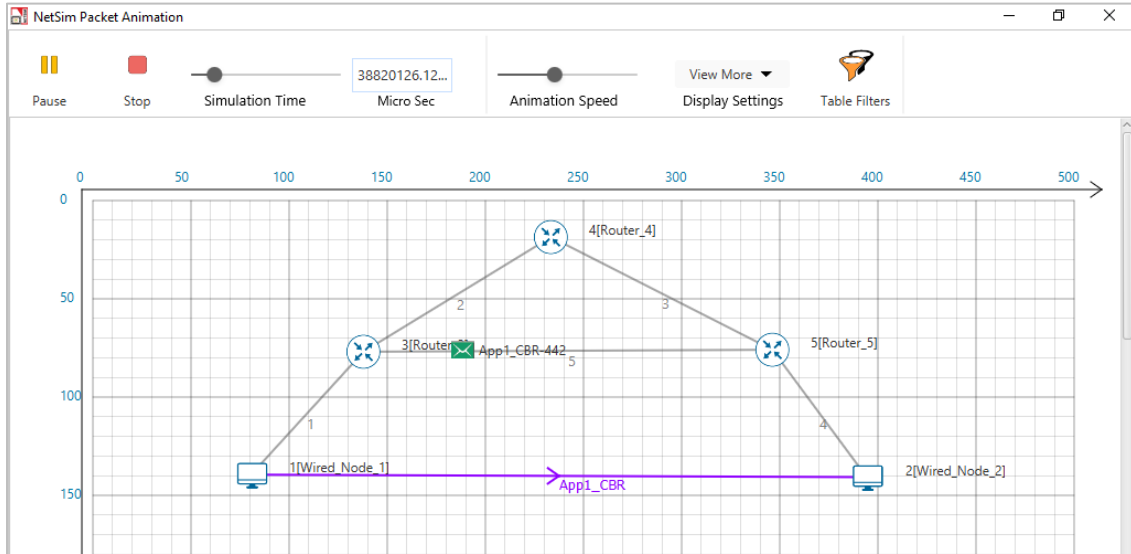 NetSim Packet Animation
Pause
Stop
Simulation Time
38820126.12...
Micro Sec
Animation Speed
View More
Display Settings
Table Filters
0 50 100 150 200 250 300 350 400 450 500
0
4[Router_4]
50
2
3
3[Router_
App1_CBR-442
5[Router_5]
5
100
1
4
1[Wired_Node_1]
2[Wired_Node_2]
App1_CBR
150